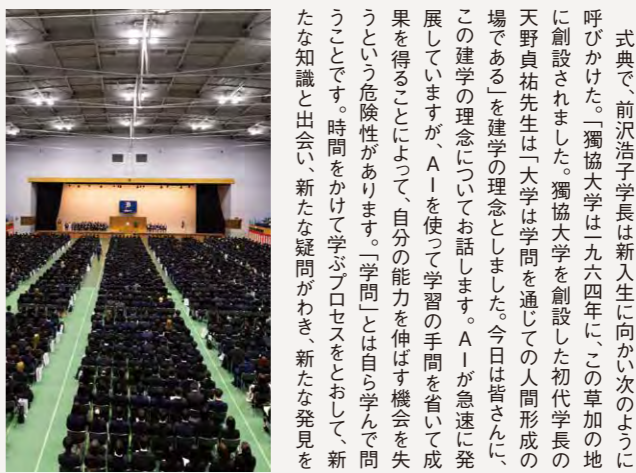 式典で、前沢浩子学長は新入生に向かい次のように
呼びかけた。「獨協大学は一九六四年に、この草加の地
に創設されました。獨協大学を創設した初代学長の
天野貞祐先生は「大学は学問を通じての人間形成の
場である」を建学の理念としました。今日は皆さんに、
この建学の理念についてお話します。AIが急速に発
展していますが、AIを使って学習の手間を省いて成
果を得ることによって、自分の能力を伸ばす機会を失
うという危険性があります。「学問」とは自ら学んで問
うことです。時間をかけて学ぶプロセスをとおして、新
たな知識と出会い、新たな疑問がわき、新たな発見を